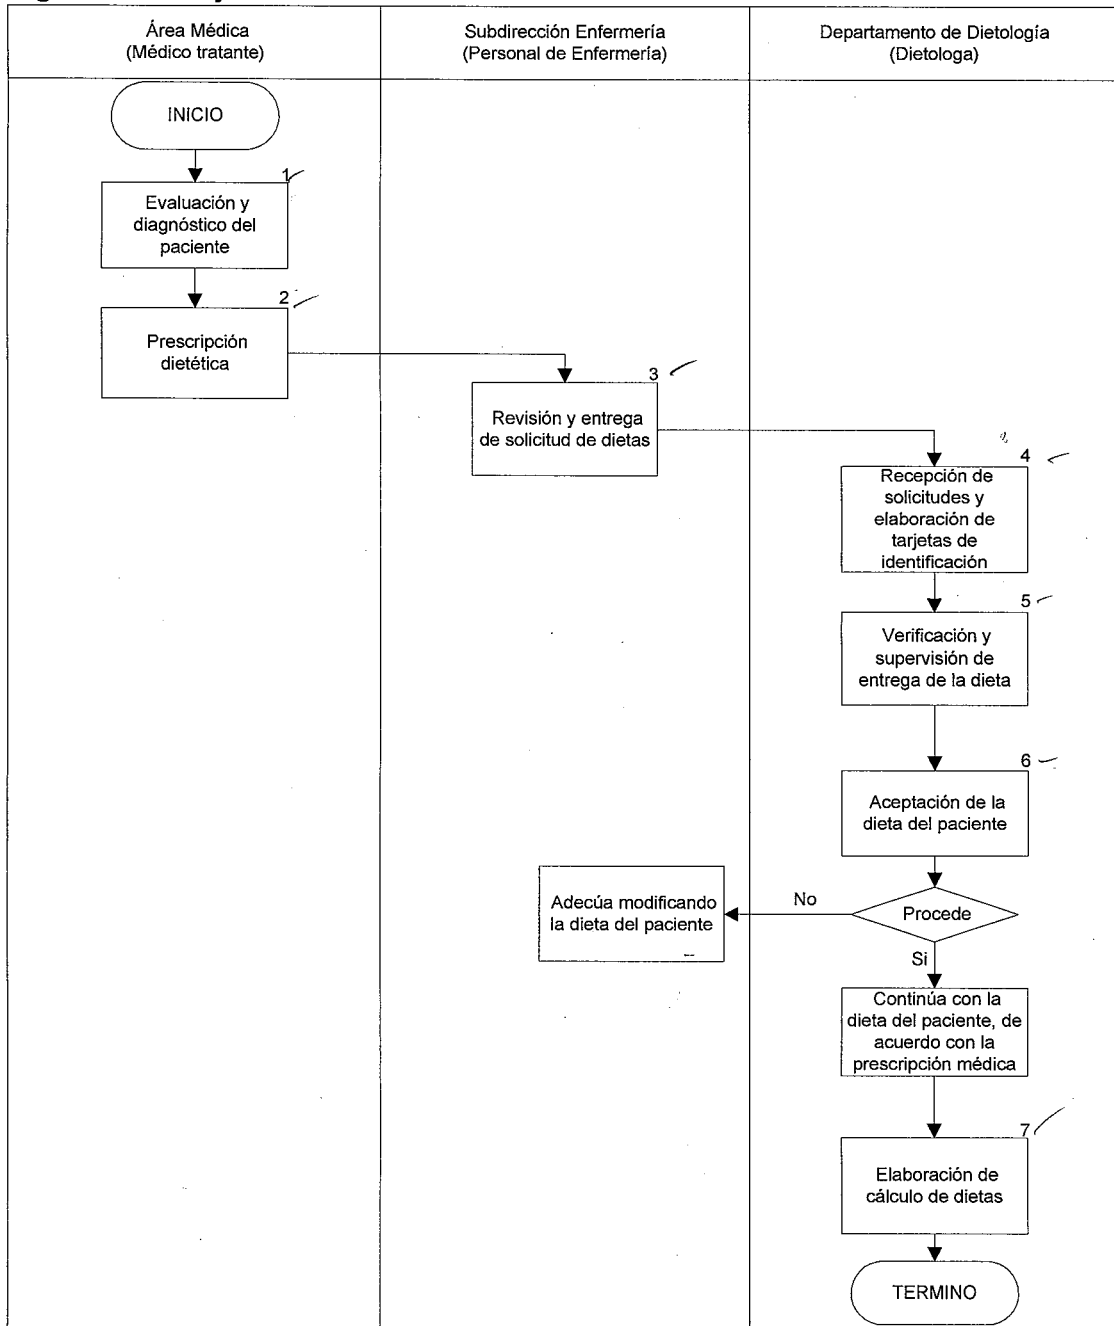 Área Médica
(Médico tratante)
Subdirección Enfermería
(Personal de Enfermería)
Departamento de Dietología
(Dietologa)
INICIO
1
Evaluación y
diagnóstico del
paciente
2
Prescripción
dietética
3
Revisión y entrega
de solicitud de dietas
4
Recepción de
solicitudes y
elaboración de
tarjetas de
identificación
5
Verificación y
supervisión de
entrega de la dieta
6
Aceptación de la
dieta del paciente
Procede
No
Adecúa modificando
la dieta del paciente
Si
Continúa con la
dieta del paciente, de
acuerdo con la
prescripción médica
7
Elaboración de
cálculo de dietas
TERMINO